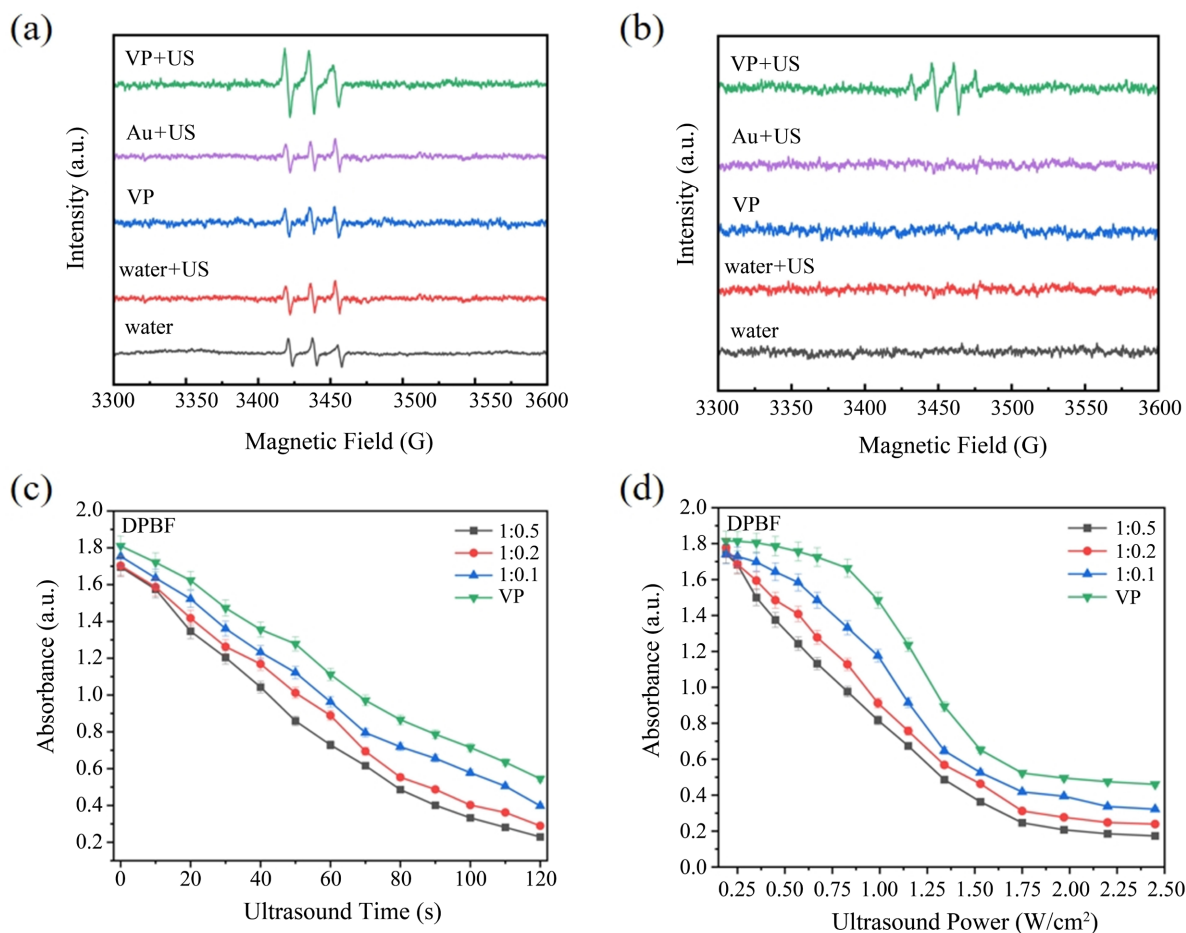 (a)
VP+US
Au+US
VP
water+US
water
Intensity (a.u.)
3300 3350 3400 3450 3500 3550 3600
Magnetic Field (G)
(b)
VP+US
Au+US
VP
water+US
water
Intensity (a.u.)
3300 3350 3400 3450 3500 3550 3600
Magnetic Field (G)
(c)
DPBF
1:0.5
1:0.2
1:0.1
VP
2.0
1.8
1.6
1.4
1.2
1.0
0.8
0.6
0.4
0.2
Absorbance (a.u.)
0 20 40 60 80 100 120
Ultrasound Time (s)
(d)
DPBF
1:0.5
1:0.2
1:0.1
VP
2.0
1.8
1.6
1.4
1.2
1.0
0.8
0.6
0.4
0.2
0.0
Absorbance (a.u.)
0.25 0.50 0.75 1.00 1.25 1.50 1.75 2.00 2.25 2.50
Ultrasound Power (W/cm²)